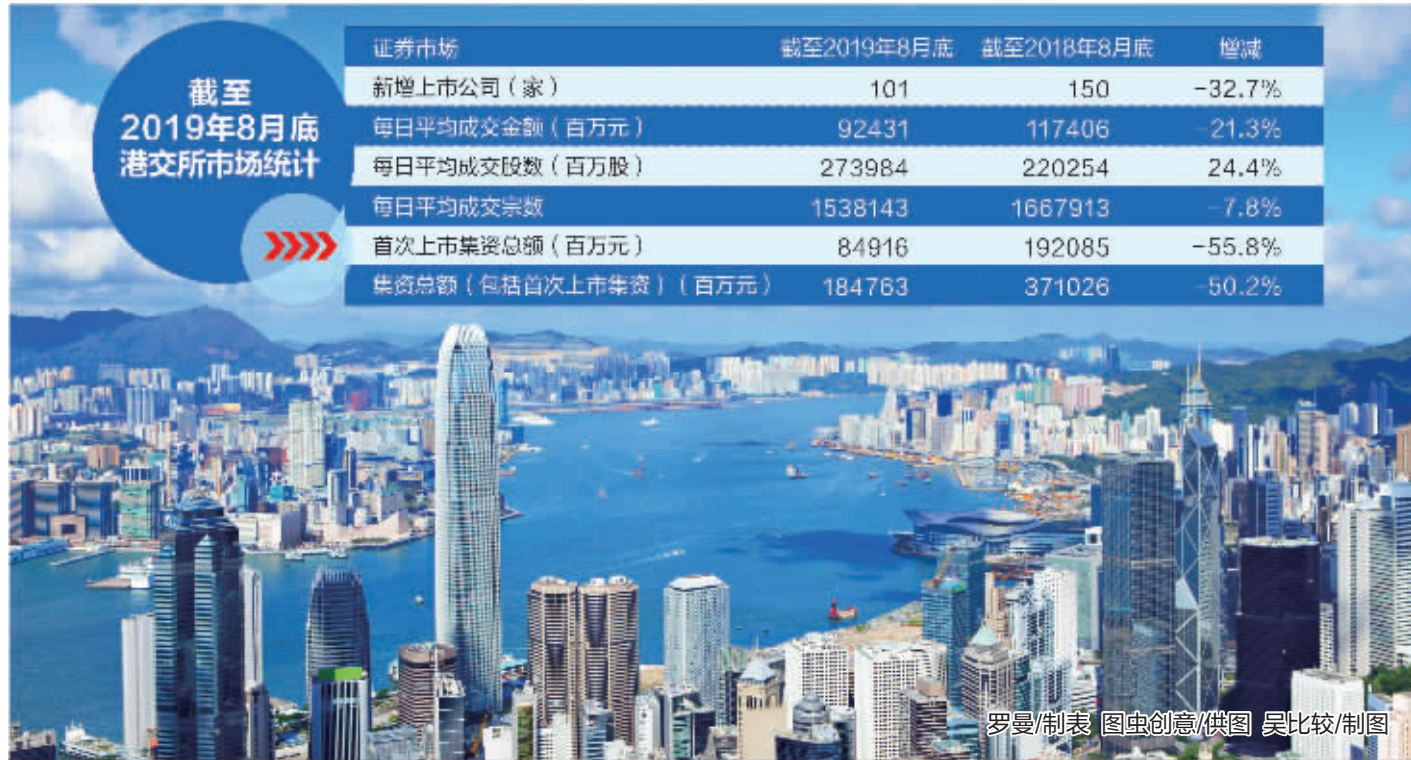 截至
2019年8月底
港交所市场统计
证券市场 截至2019年8月底 截至2018年8月底 增减
新增上市公司（家） 101 150 -32.7%
每日平均成交金额（百万元） 92431 117406 -21.3%
每日平均成交股数（百万股） 273984 220254 24.4%
每日平均成交宗数 1538143 1667913 -7.8%
首次上市集资总额（百万元） 84916 192085 -55.8%
集资总额（包括首次上市集资）（百万元） 184763 371026 -50.2%
罗曼/制表 图虫创意/供图 吴比较/制图